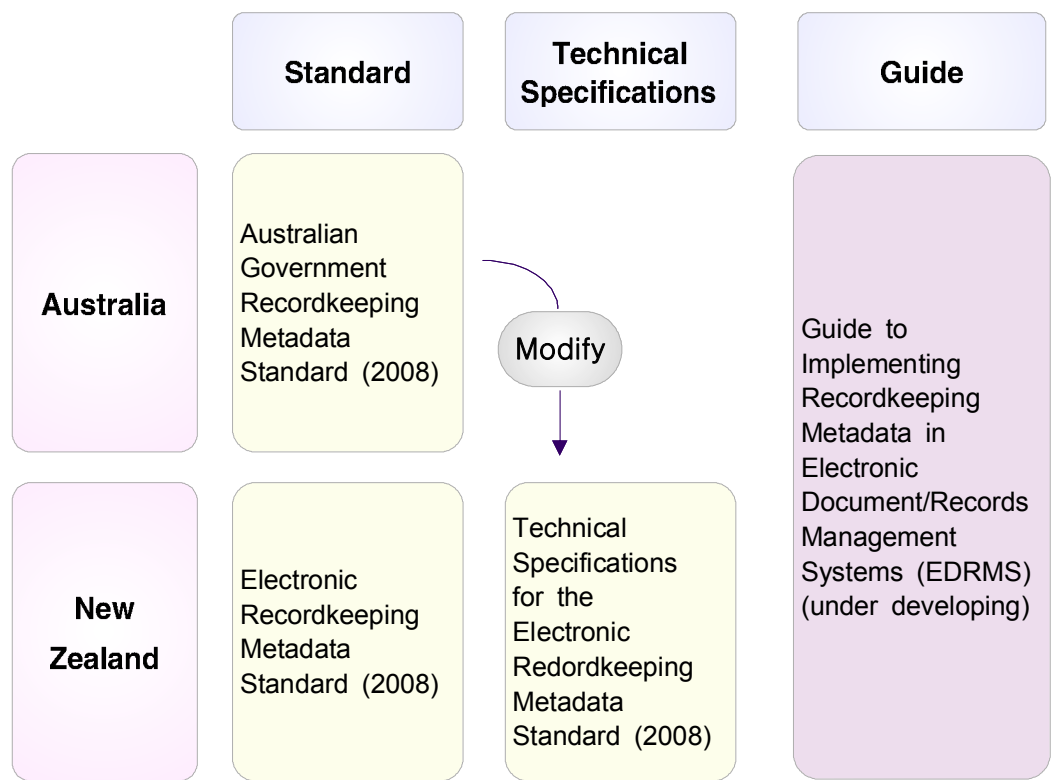 Standard
Technical
Specifications
Guide
Australia
Australian
Government
Recordkeeping
Metadata
Standard (2008)
Modify
Guide to
Implementing
Recordkeeping
Metadata in
Electronic
Document/Records
Management
Systems (EDRMS)
(under developing)
New
Zealand
Electronic
Recordkeeping
Metadata
Standard (2008)
Technical
Specifications
for the
Electronic
Redordkeeping
Metadata
Standard (2008)